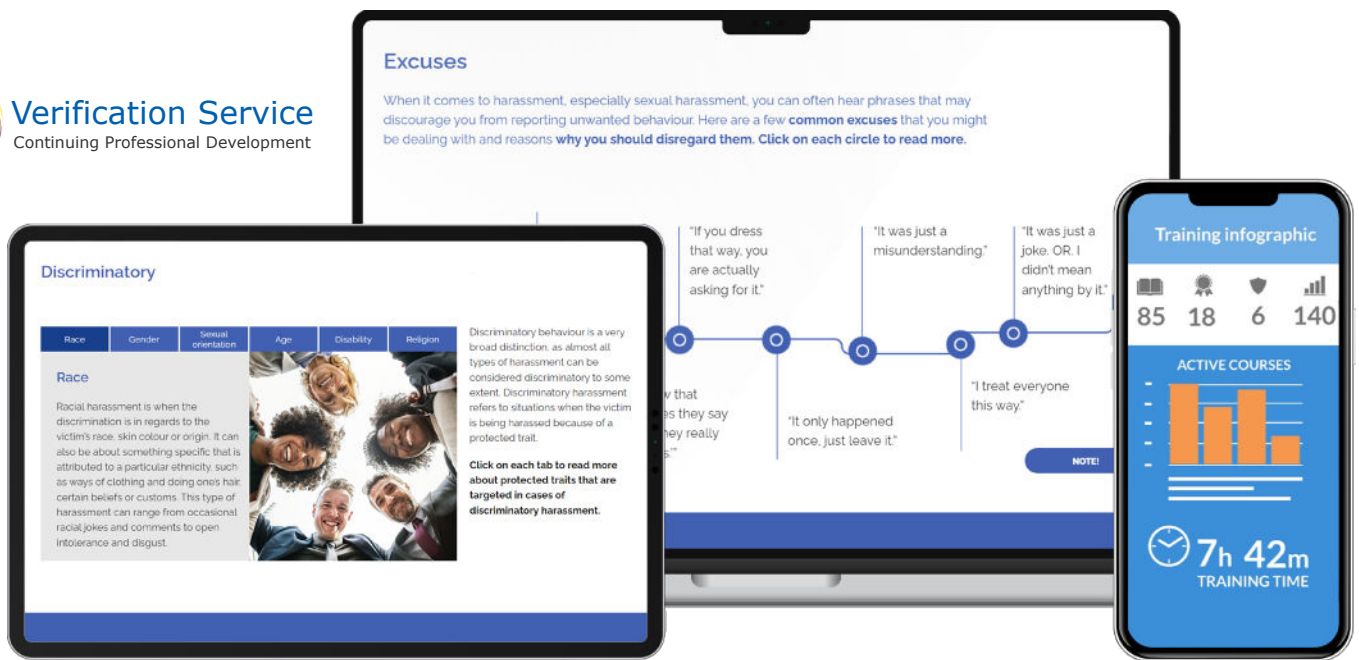 Verification Service
Continuing Professional Development
Excuses
When it comes to harassment, especially sexual harassment, you can often hear phrases that may
discourage you from reporting unwanted behaviour. Here are a few common excuses that you might
be dealing with and reasons why you should disregard them. Click on each circle to read more.
"If you dress
that way, you
are actually
asking for it."
"It was just a
misunderstanding."
"It was just a
joke. OR. I
didn't mean
anything by it."
that
they say
really
"It only happened
once, just leave it."
"I treat everyone
this way."
NOTE!
Discriminatory
Race
Gender
Sexual
orientation
Age
Disability
Religion
Race
Racial harassment is when the
discrimination is in regards to the
victim's race, skin colour or origin. It can
also be about something specific that is
attributed to a particular ethnicity, such
as ways of clothing and doing one's hair,
certain beliefs or customs. This type of
harassment can range from occasional
racial jokes and comments to open
intolerance and disgust.
Discriminatory behaviour is a very
broad distinction, as almost all
types of harassment can be
considered discriminatory to some
extent. Discriminatory harassment
refers to situations when the victim
is being harassed because of a
protected trait.
Click on each tab to read more
about protected traits that are
targeted in cases of
discriminatory harassment.
Training infographic
85 18 6 140
ACTIVE COURSES
7h 42m
TRAINING TIME